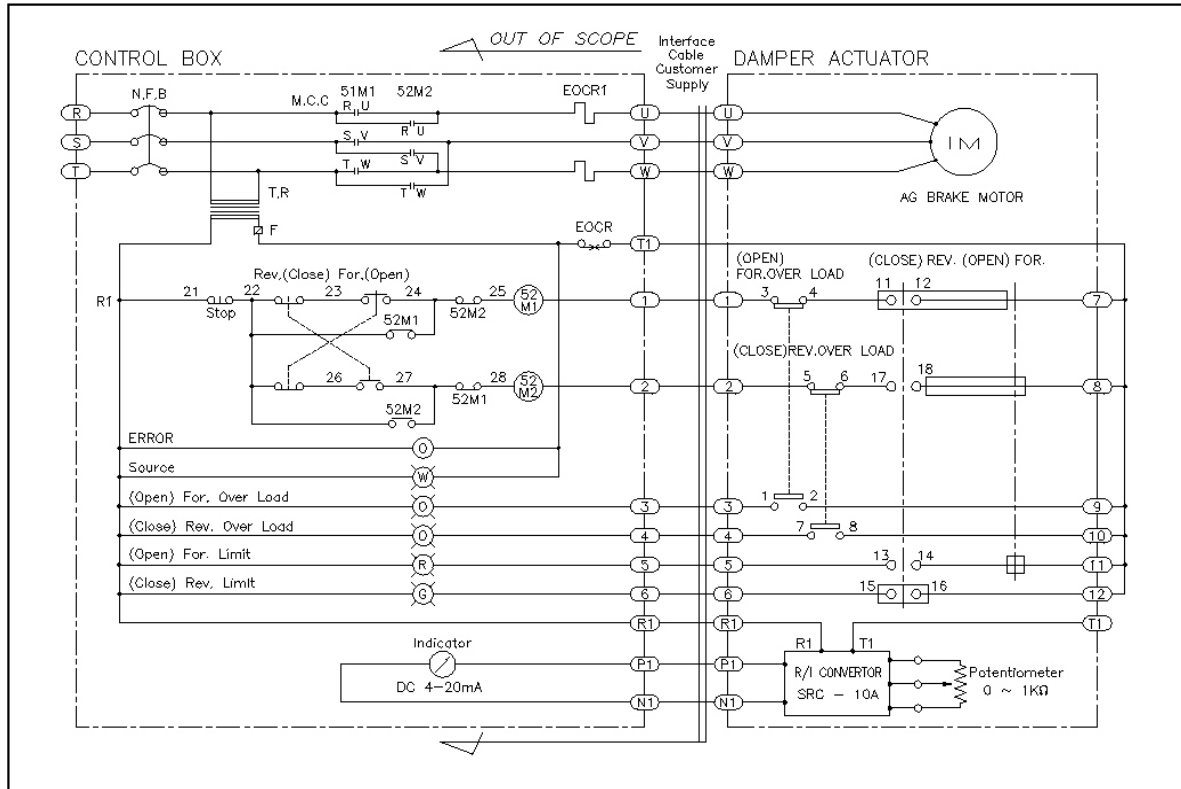 OUT OF SCOPE
Interface
Cable
Customer
Supply
CONTROL BOX
DAMPER ACTUATOR
N,F,B
M.C.C
51M1
52M2
EOCR1
R U
R U
S V
S V
T W
T W
R
S
T
U
V
W
U
V
W
IM
AG BRAKE MOTOR
T,R
F
EOCR
T1
R1
Rev,(Close) For,(Open)
21
22
23
24
25
Stop
52M1
52M2
52
M1
1
1
(OPEN)
FOR.OVER LOAD
3
4
(CLOSE) REV. (OPEN) FOR.
11
12
7
26
27
28
52M2
52M1
52
M2
2
2
(CLOSE)REV.OVER LOAD
5
6
17
18
8
ERROR
O
Source
W
(Open) For, Over Load
O
3
3
1
2
9
(Close) Rev. Over Load
O
4
4
7
8
10
(Open) For. Limit
R
5
5
13
14
11
(Close) Rev, Limit
G
6
6
15
16
12
R1
R1
T1
R1
T1
Indicator
DC 4-20mA
P1
P1
N1
N1
R/I CONVERTOR
SRC - 10A
Potentiometer
0 ~ 1KΩ